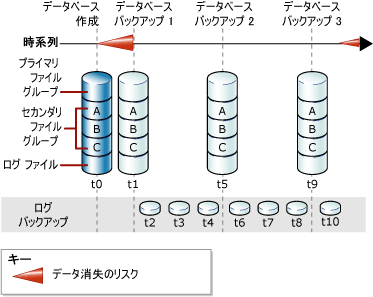 データベース
作成
データベース
バックアップ 1
データベース
バックアップ 2
データベース
バックアップ 3
時系列
プライマリ
ファイル
グループ
セカンダリ
ファイル
グループ
ログ ファイル
A
B
C
A
B
C
A
B
C
A
B
C
t0
t1
t5
t9
ログ
バックアップ
t2
t3
t4
t6
t7
t8
t10
キー
データ消失のリスク